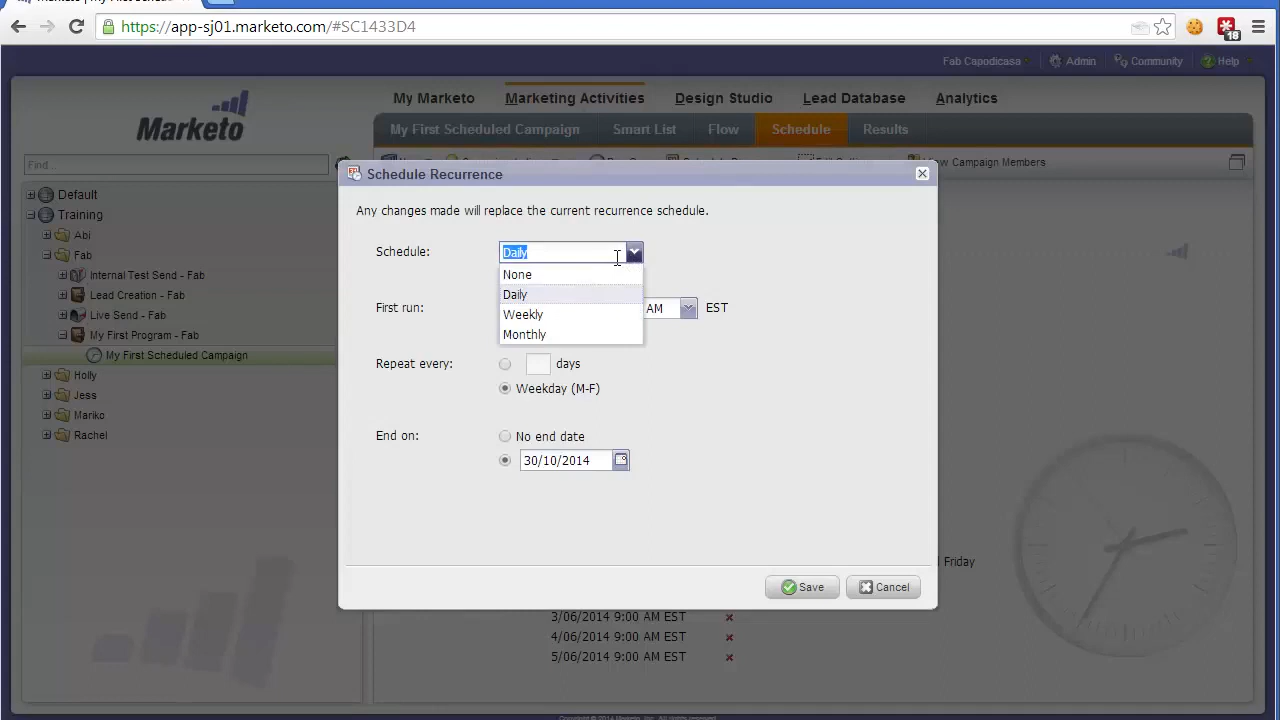 https://app-sj01.marketo.com/#SC1433D4
18
Fab Capodicasa Admin Community Help
Marketo
My Marketo Marketing Activities Design Studio Lead Database Analytics
My First Scheduled Campaign Smart List Flow Schedule Results
Find...
Campaign Members
Default
Training
Abi
Fab
Internal Test Send - Fab
Lead Creation - Fab
Live Send - Fab
My First Program - Fab
My First Scheduled Campaign
Holly
Jess
Mariko
Rachel
Schedule Recurrence
Any changes made will replace the current recurrence schedule.
Schedule: Daily
None
Daily
Weekly
Monthly
First run: AM EST
Repeat every: days
Weekday (M-F)
End on: No end date
30/10/2014
Save Cancel
Friday
3/06/2014 9:00 AM EST
4/06/2014 9:00 AM EST
5/06/2014 9:00 AM EST